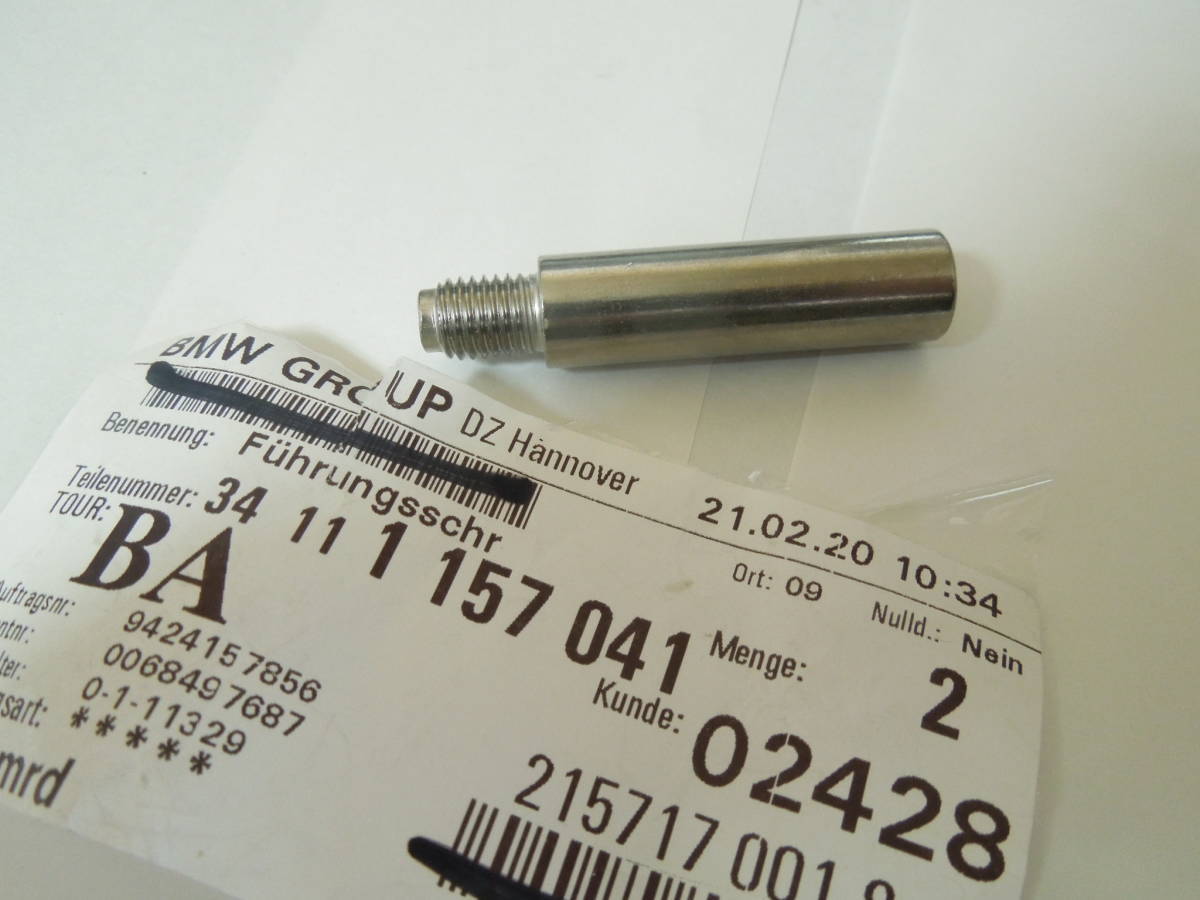 BMW GROUP DZ Hannover 21.02.20 10:34
Benennung: Führungsschr Ort: 09 Nulld.: Nein
Teilenummer: 34 11 1 157 041 Menge: 2
TOUR: BA Kunde: 02428
Auftragsnr: 9424157856
0068497687
0-1-11329
*****
215717 001